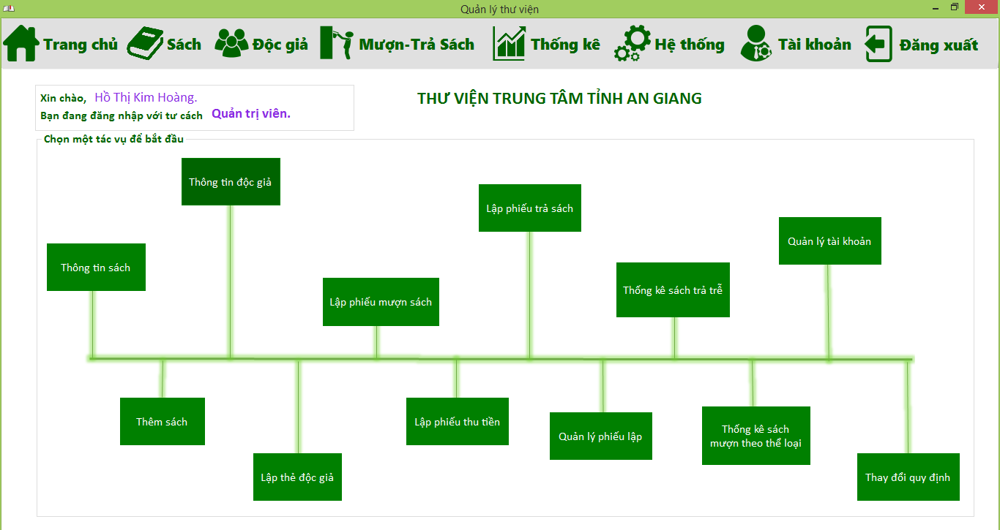 Quản lý thư viện
Trang chủ
Sách
Độc giả
Mượn-Trả Sách
Thống kê
Hệ thống
Tài khoản
Đăng xuất
Xin chào, Hồ Thị Kim Hoàng.
Bạn đang đăng nhập với tư cách Quản trị viên.
THƯ VIỆN TRUNG TÂM TỈNH AN GIANG
Chọn một tác vụ để bắt đầu
Thông tin độc giả
Lập phiếu trả sách
Quản lý tài khoản
Thông tin sách
Thống kê sách trả trễ
Lập phiếu mượn sách
Thêm sách
Lập phiếu thu tiền
Quản lý phiếu lập
Thống kê sách
mượn theo thể loại
Lập thẻ độc giả
Thay đổi quy định